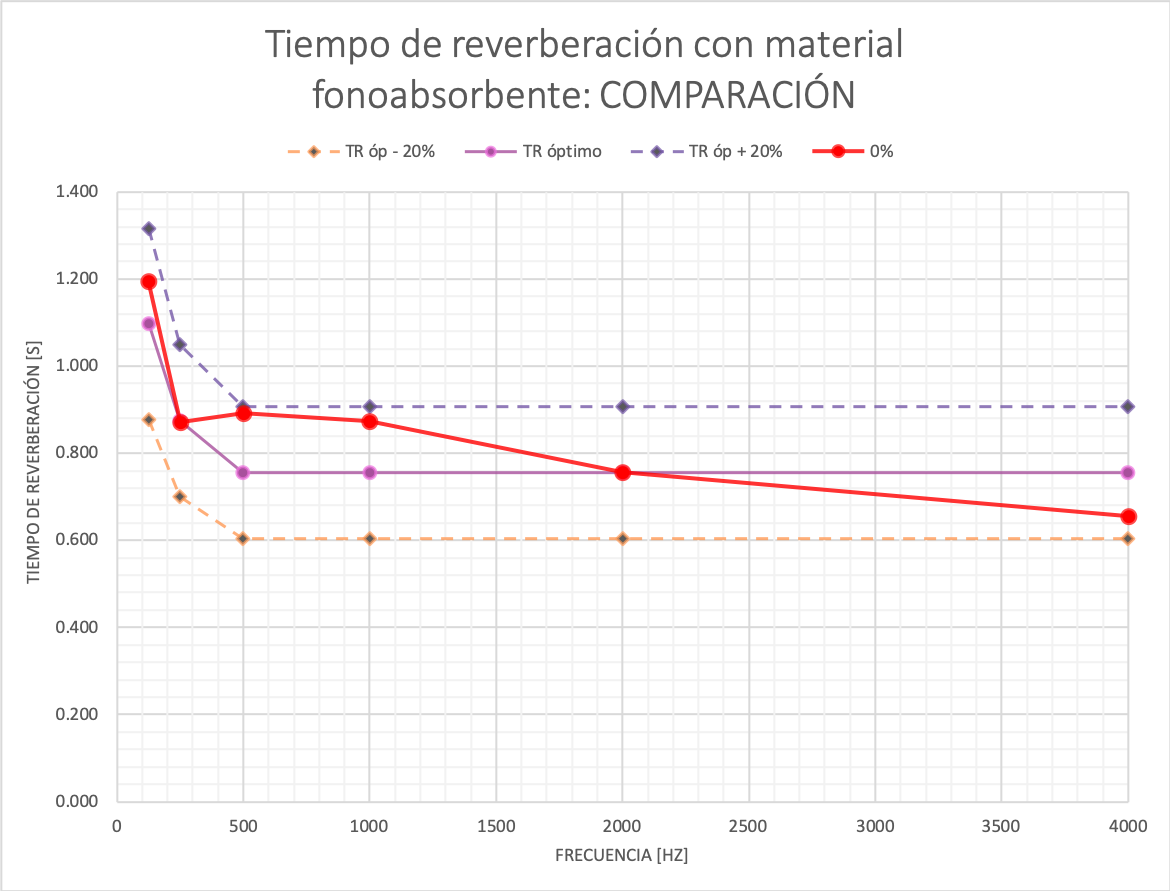 Tiempo de reverberación con material
fonoabsorbente: COMPARACIÓN
TR óp - 20% TR óptimo TR óp + 20% 0%
1.400
1.200
1.000
0.800
0.600
0.400
0.200
0.000
TIEMPO DE REVERBERACIÓN [S]
0 500 1000 1500 2000 2500 3000 3500 4000
FRECUENCIA [HZ]